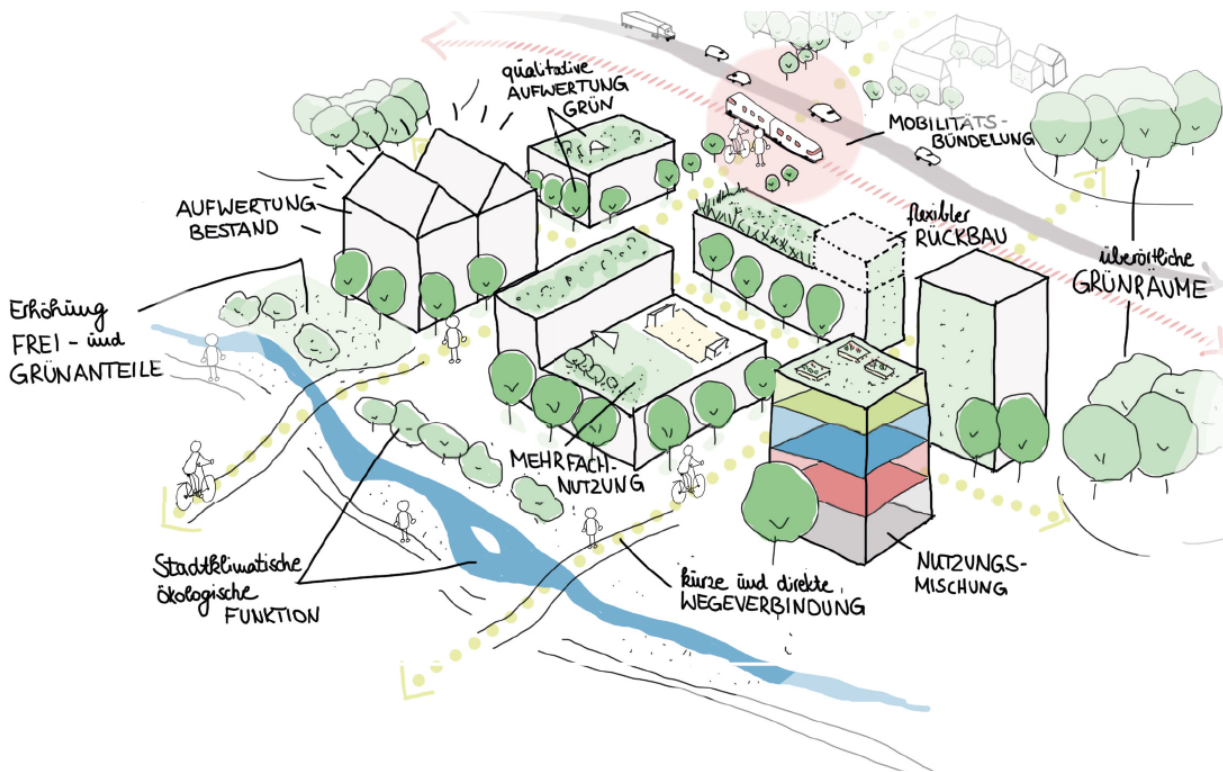 qualitative
AUFWERTUNG
GRÜN
MOBILITÄTS-
BÜNDELUNG
AUFWERTUNG
BESTAND
flexibler
RÜCKBAU
überörtliche
GRÜNRÄUME
Erhöhung
FREI- und
GRÜNANTEILE
MEHRFACH-
NUTZUNG
Stadtklimatische
ökologische
FUNKTION
kurze und direkte
WEGEVERBINDUNG
NUTZUNGS-
MISCHUNG